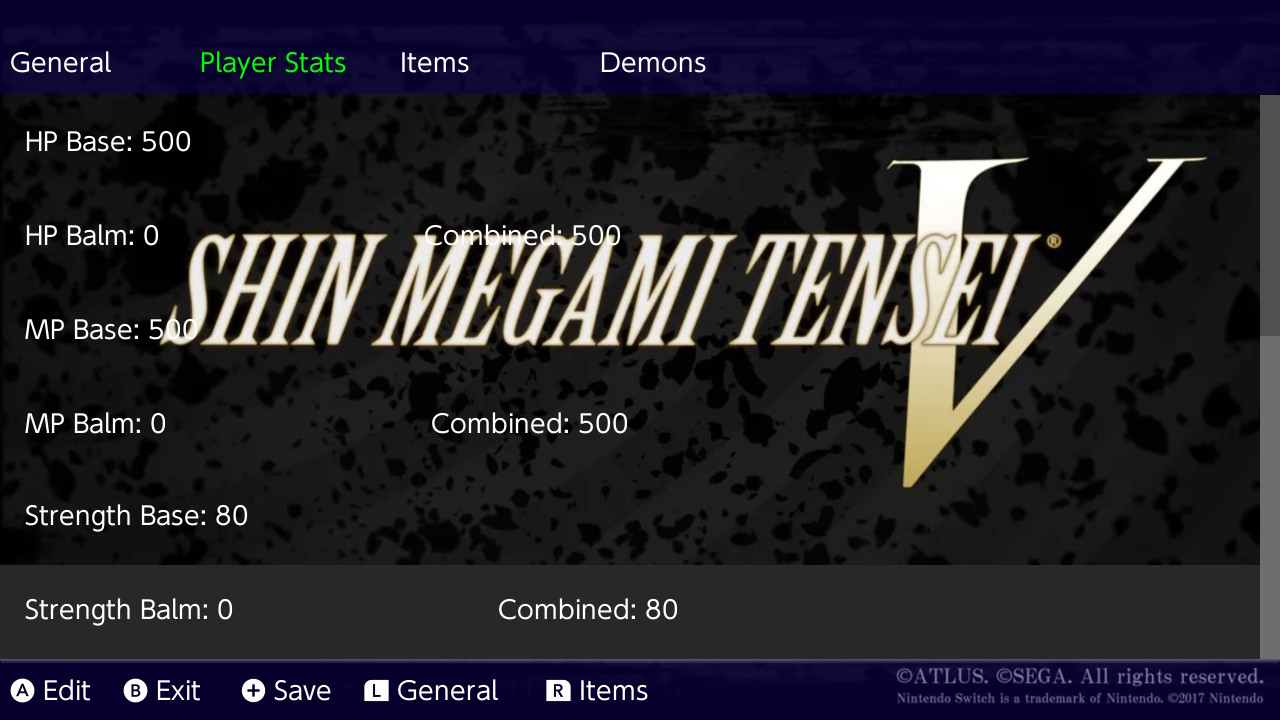 General Player Stats Items Demons
HP Base: 500
HP Balm: 0 Combined: 500
SHIN MEGAMI TENSEI V ®
MP Base: 500
MP Balm: 0 Combined: 500
Strength Base: 80
Strength Balm: 0 Combined: 80
A Edit B Exit + Save L General R Items
©ATLUS. ©SEGA. All rights reserved.
Nintendo Switch is a trademark of Nintendo. ©2017 Nintendo